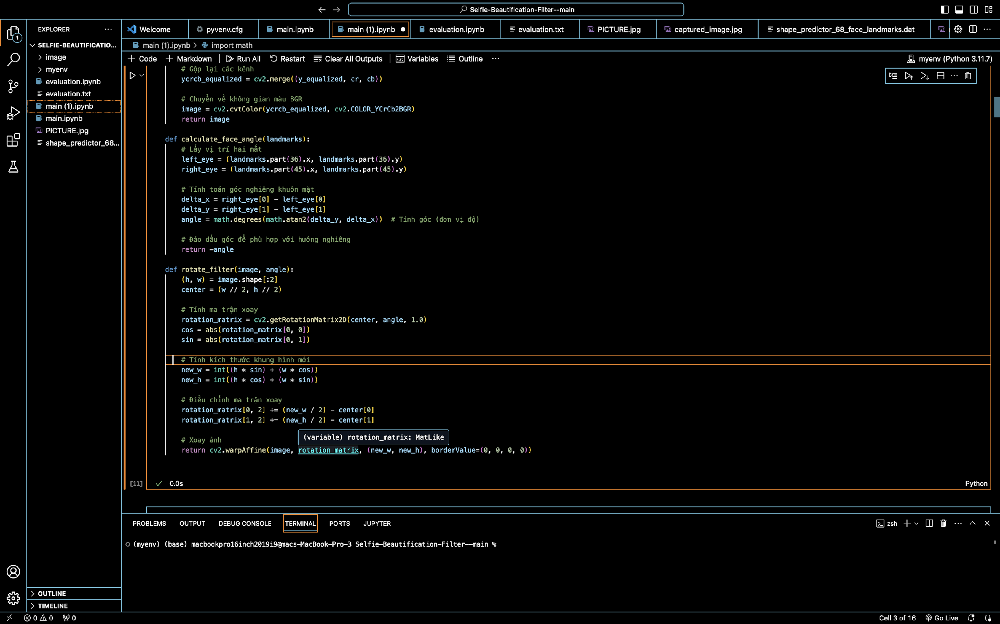 Selfie-Beautification-Filter--main
EXPLORER
Welcome
pyvenv.cfg
main.ipynb
main (1).ipynb
evaluation.ipynb
evaluation.txt
PICTURE.jpg
captured_image.jpg
shape_predictor_68_face_landmarks.dat
1
SELFIE-BEAUTIFICATIO...
image
myenv
evaluation.ipynb
evaluation.txt
main (1).ipynb
main.ipynb
PICTURE.jpg
shape_predictor_68...
main (1).ipynb > import math
+ Code + Markdown | Run All Restart Clear All Outputs | Variables Outline ...
myenv (Python 3.11.7)
# Gộp lại các kênh
ycrcb_equalized = cv2.merge((y_equalized, cr, cb))
# Chuyển về không gian màu BGR
image = cv2.cvtColor(ycrcb_equalized, cv2.COLOR_YCrCb2BGR)
return image
def calculate_face_angle(landmarks):
# Lấy vị trí hai mắt
left_eye = (landmarks.part(36).x, landmarks.part(36).y)
right_eye = (landmarks.part(45).x, landmarks.part(45).y)
# Tính toán góc nghiêng khuôn mặt
delta_x = right_eye[0] - left_eye[0]
delta_y = right_eye[1] - left_eye[1]
angle = math.degrees(math.atan2(delta_y, delta_x))  # Tính góc (đơn vị độ)
# Đảo dấu góc để phù hợp với hướng nghiêng
return -angle
def rotate_filter(image, angle):
(h, w) = image.shape[:2]
center = (w // 2, h // 2)
# Tính ma trận xoay
rotation_matrix = cv2.getRotationMatrix2D(center, angle, 1.0)
cos = abs(rotation_matrix[0, 0])
sin = abs(rotation_matrix[0, 1])
# Tính kích thước khung hình mới
new_w = int((h * sin) + (w * cos))
new_h = int((h * cos) + (w * sin))
# Điều chỉnh ma trận xoay
rotation_matrix[0, 2] += (new_w / 2) - center[0]
rotation_matrix[1, 2] += (new_h / 2) - center[1]
(variable) rotation_matrix: MatLike
# Xoay ảnh
return cv2.warpAffine(image, rotation_matrix, (new_w, new_h), borderValue=(0, 0, 0, 0))
[11] 0.0s
Python
PROBLEMS OUTPUT DEBUG CONSOLE TERMINAL PORTS JUPYTER
zsh
(myenv) (base) macbookpro16inch2019i9@macs-MacBook-Pro-3 Selfie-Beautification-Filter--main %
OUTLINE
TIMELINE
0 0 0
Cell 3 of 16 Go Live